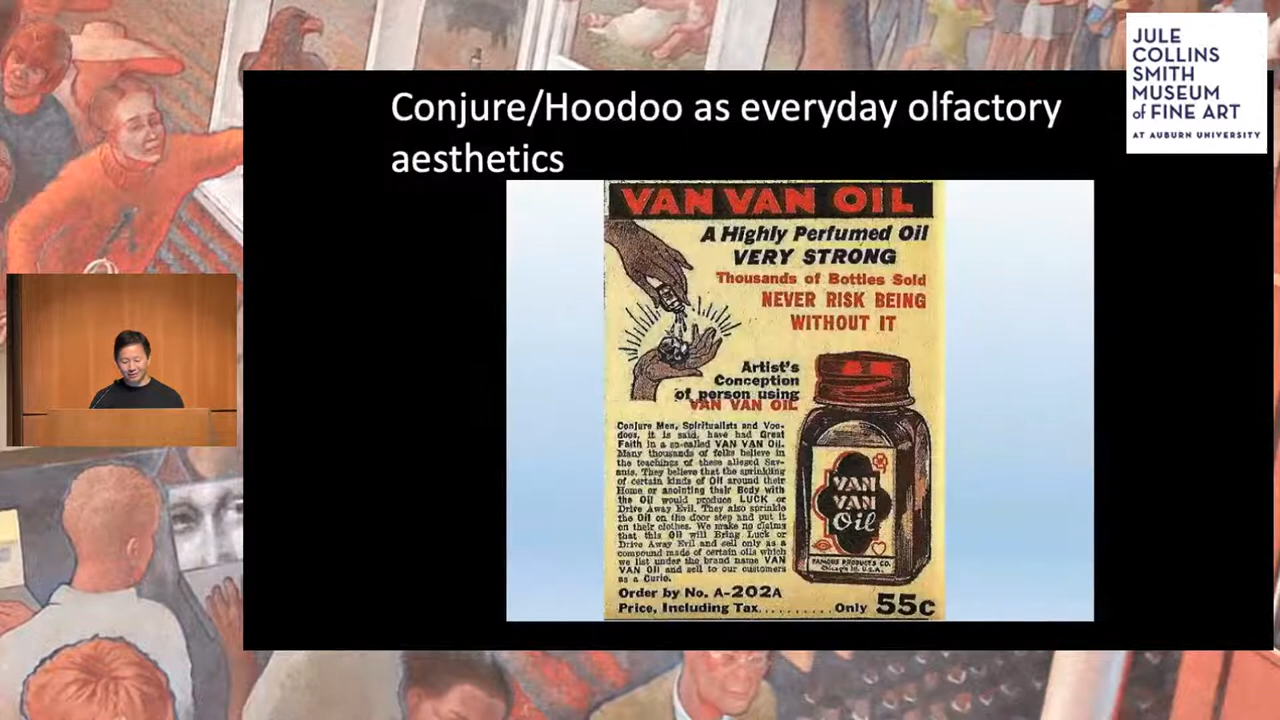 Conjure/Hoodoo as everyday olfactory
aesthetics
JULE
COLLINS
SMITH
MUSEUM
of FINE ART
AT AUBURN UNIVERSITY
VAN VAN OIL
A Highly Perfumed Oil
VERY STRONG
Thousands of Bottles Sold
NEVER RISK BEING
WITHOUT IT
Artist's
Conception
of person using
VAN VAN OIL
Conjure Men, Spiritualists and Voo-
doos, it is said, have had Great
Faith in a so-called VAN VAN Oil.
Many thousands of folks believe in
the teachings of these alleged Sav-
ants. They believe that the sprinkling
of certain kinds of Oil around their
Home or anointing their Body with
the Oil would produce LUCK or
Drive Away Evil. They also sprinkle
the Oil on the door step and put it
on their clothes. We make no claims
that this Oil will Bring Luck or
Drive Away Evil and sell only as a
compound made of certain oils which
we list under the brand name VAN
VAN OIL and sell to our customers
as a Curio.
VAN
VAN
Oil
FAMOUS PRODUCTS CO.
Chicago Ill. U.S.A.
Order by No. A-202A
Price, Including Tax.......... Only 55c